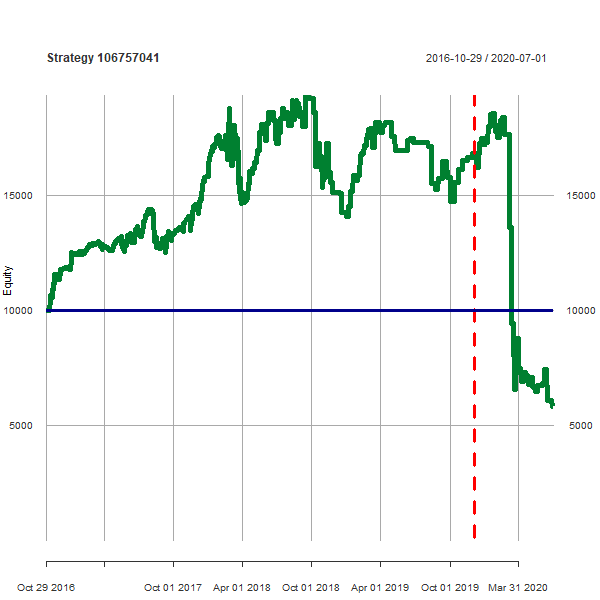 Strategy 106757041
2016-10-29 / 2020-07-01
15000
15000
Equity
10000
10000
5000
5000
Oct 29 2016
Oct 01 2017
Apr 01 2018
Oct 01 2018
Apr 01 2019
Oct 01 2019
Mar 31 2020